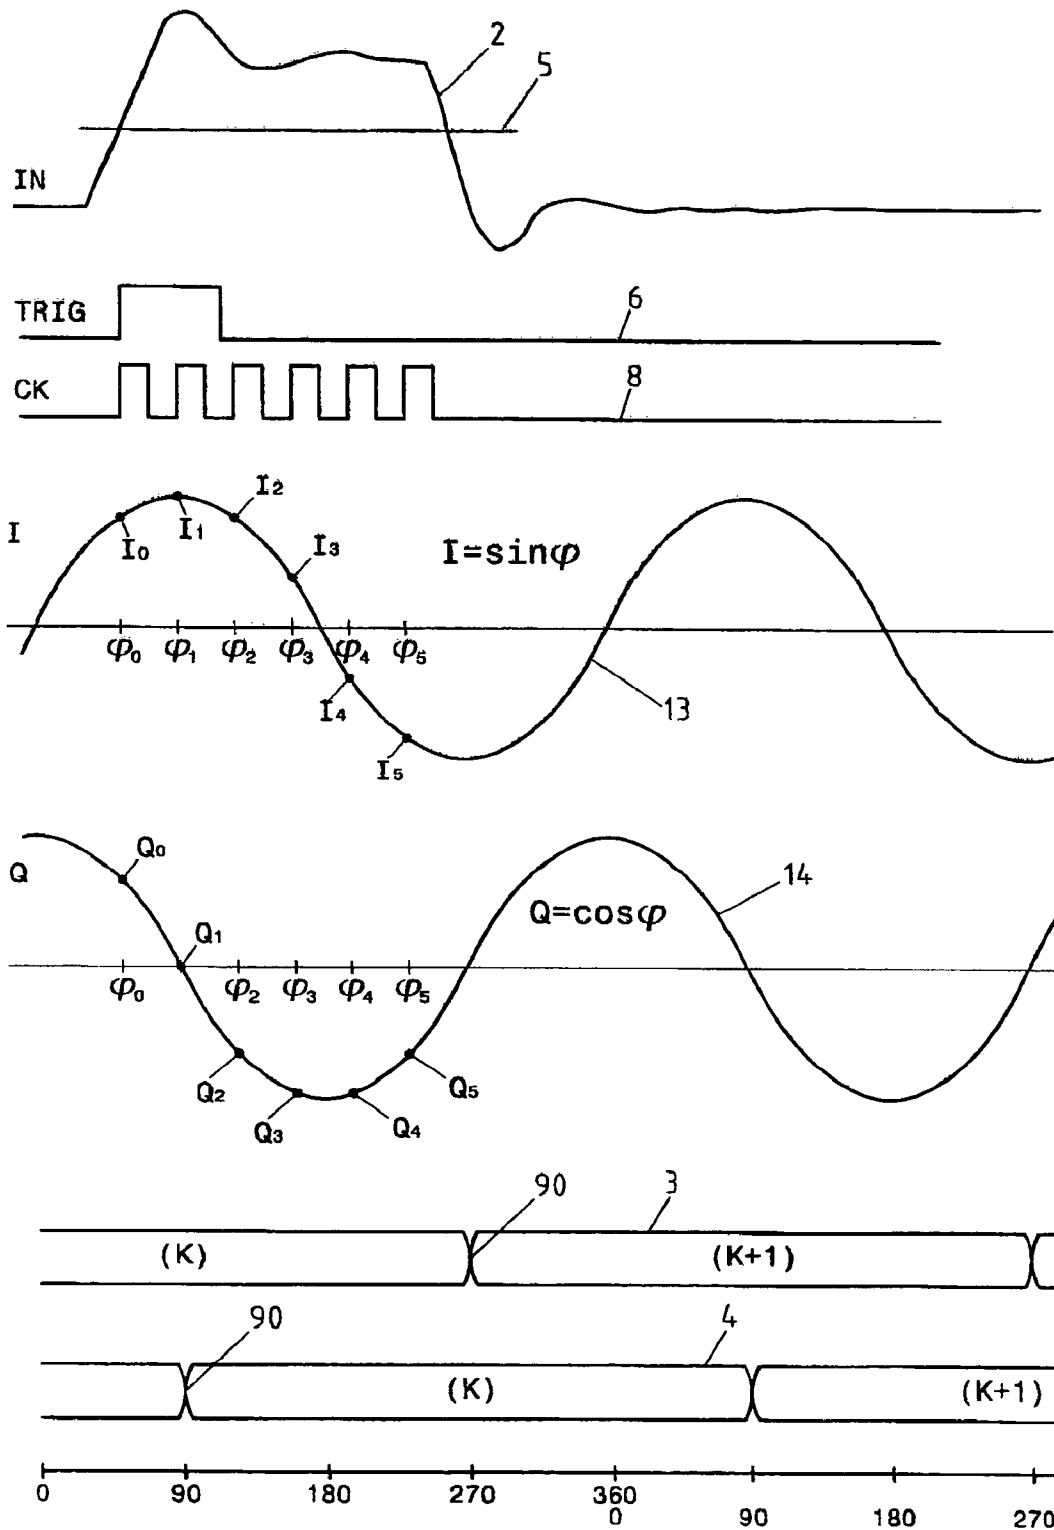 2
5
IN
TRIG
6
CK
8
I
I0
I1
I2
I3
I=sinφ
φ0 φ1 φ2 φ3 φ4 φ5
I4
I5
13
Q
Q0
Q1
Q=cosφ
14
φ0 φ2 φ3 φ4 φ5
Q2
Q3
Q4
Q5
90
3
(K) (K+1)
90
4
(K) (K+1)
0 90 180 270 360
0 90 180 270